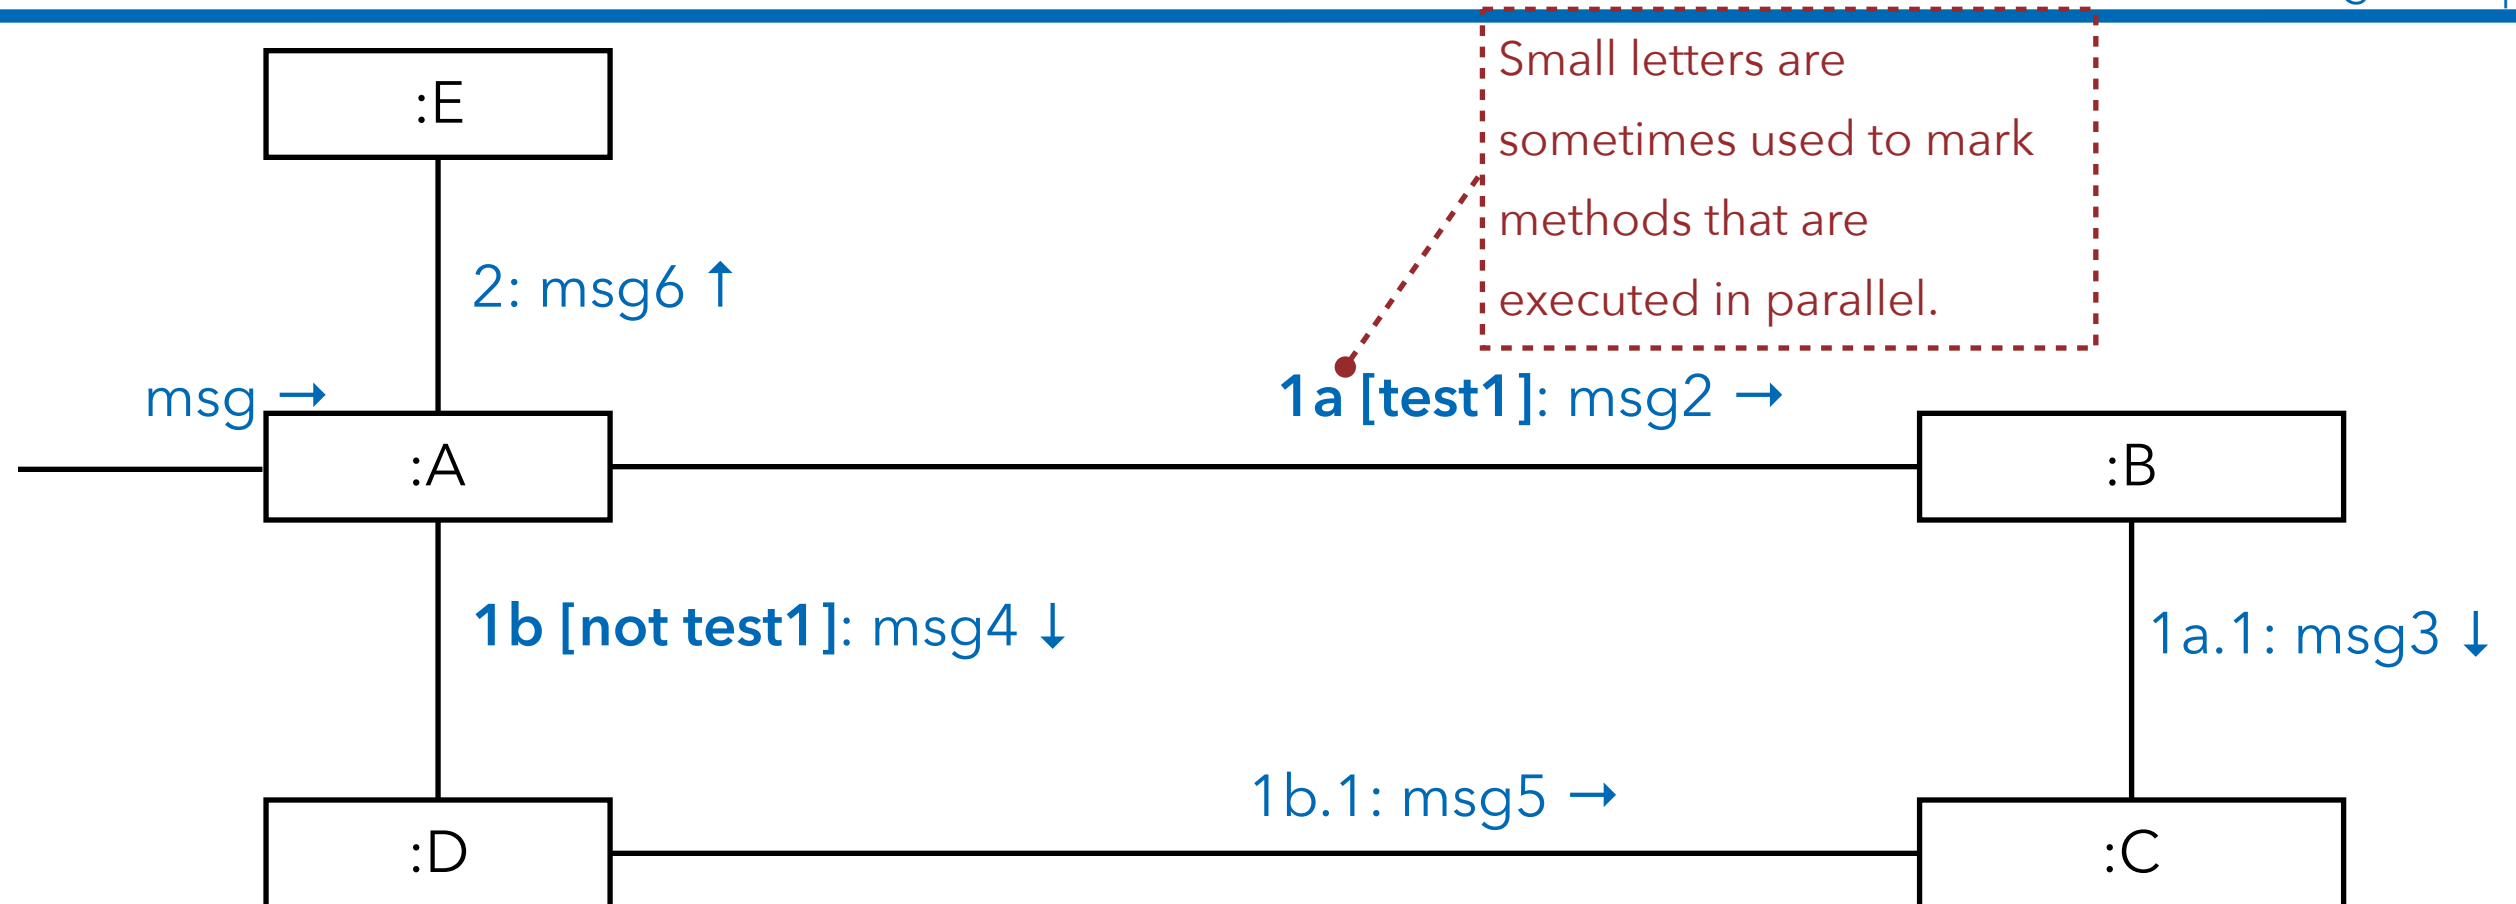 Small letters are
sometimes used to mark
methods that are
executed in parallel.
:E
2: msg6 ↑
msg →
1a [test1]: msg2 →
:A
:B
1b [not test1]: msg4 ↓
1a.1: msg3 ↓
1b.1: msg5 →
:D
:C